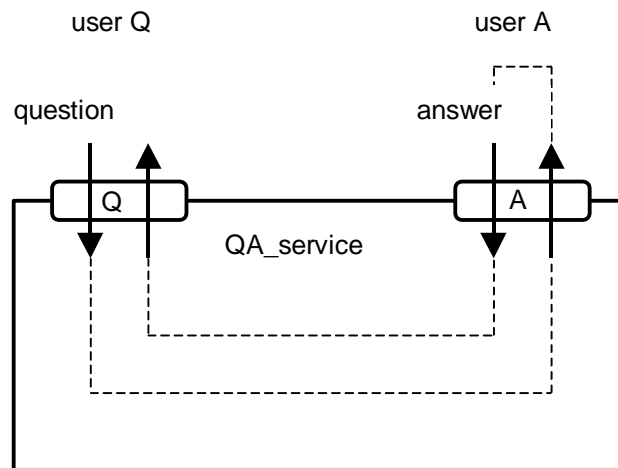 user Q
user A
question
answer
Q
A
QA_service